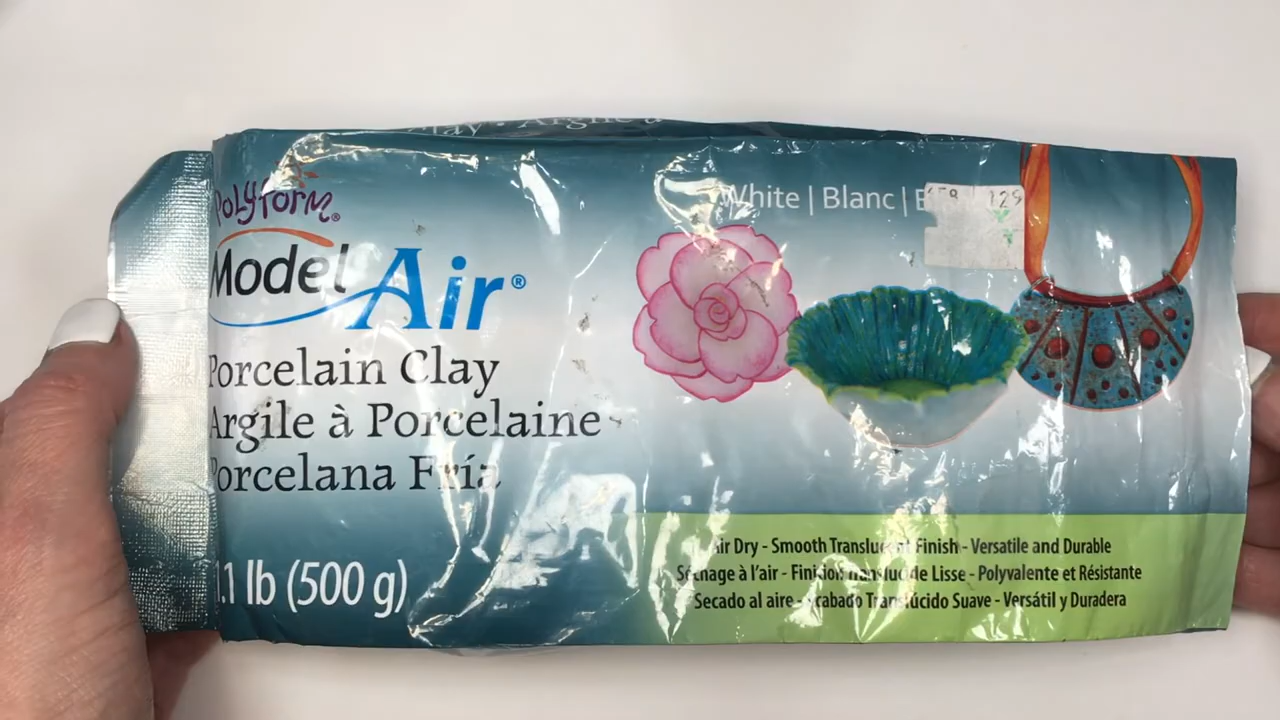 Polyform®
Model Air®
Porcelain Clay
Argile à Porcelaine
Porcelana Fría
1.1 lb (500 g)
White | Blanc |
Air Dry - Smooth Translucent Finish - Versatile and Durable
Séchage à l'air - Finition Translucide Lisse - Polyvalente et Résistante
Secado al aire - Acabado Translúcido Suave - Versátil y Duradera